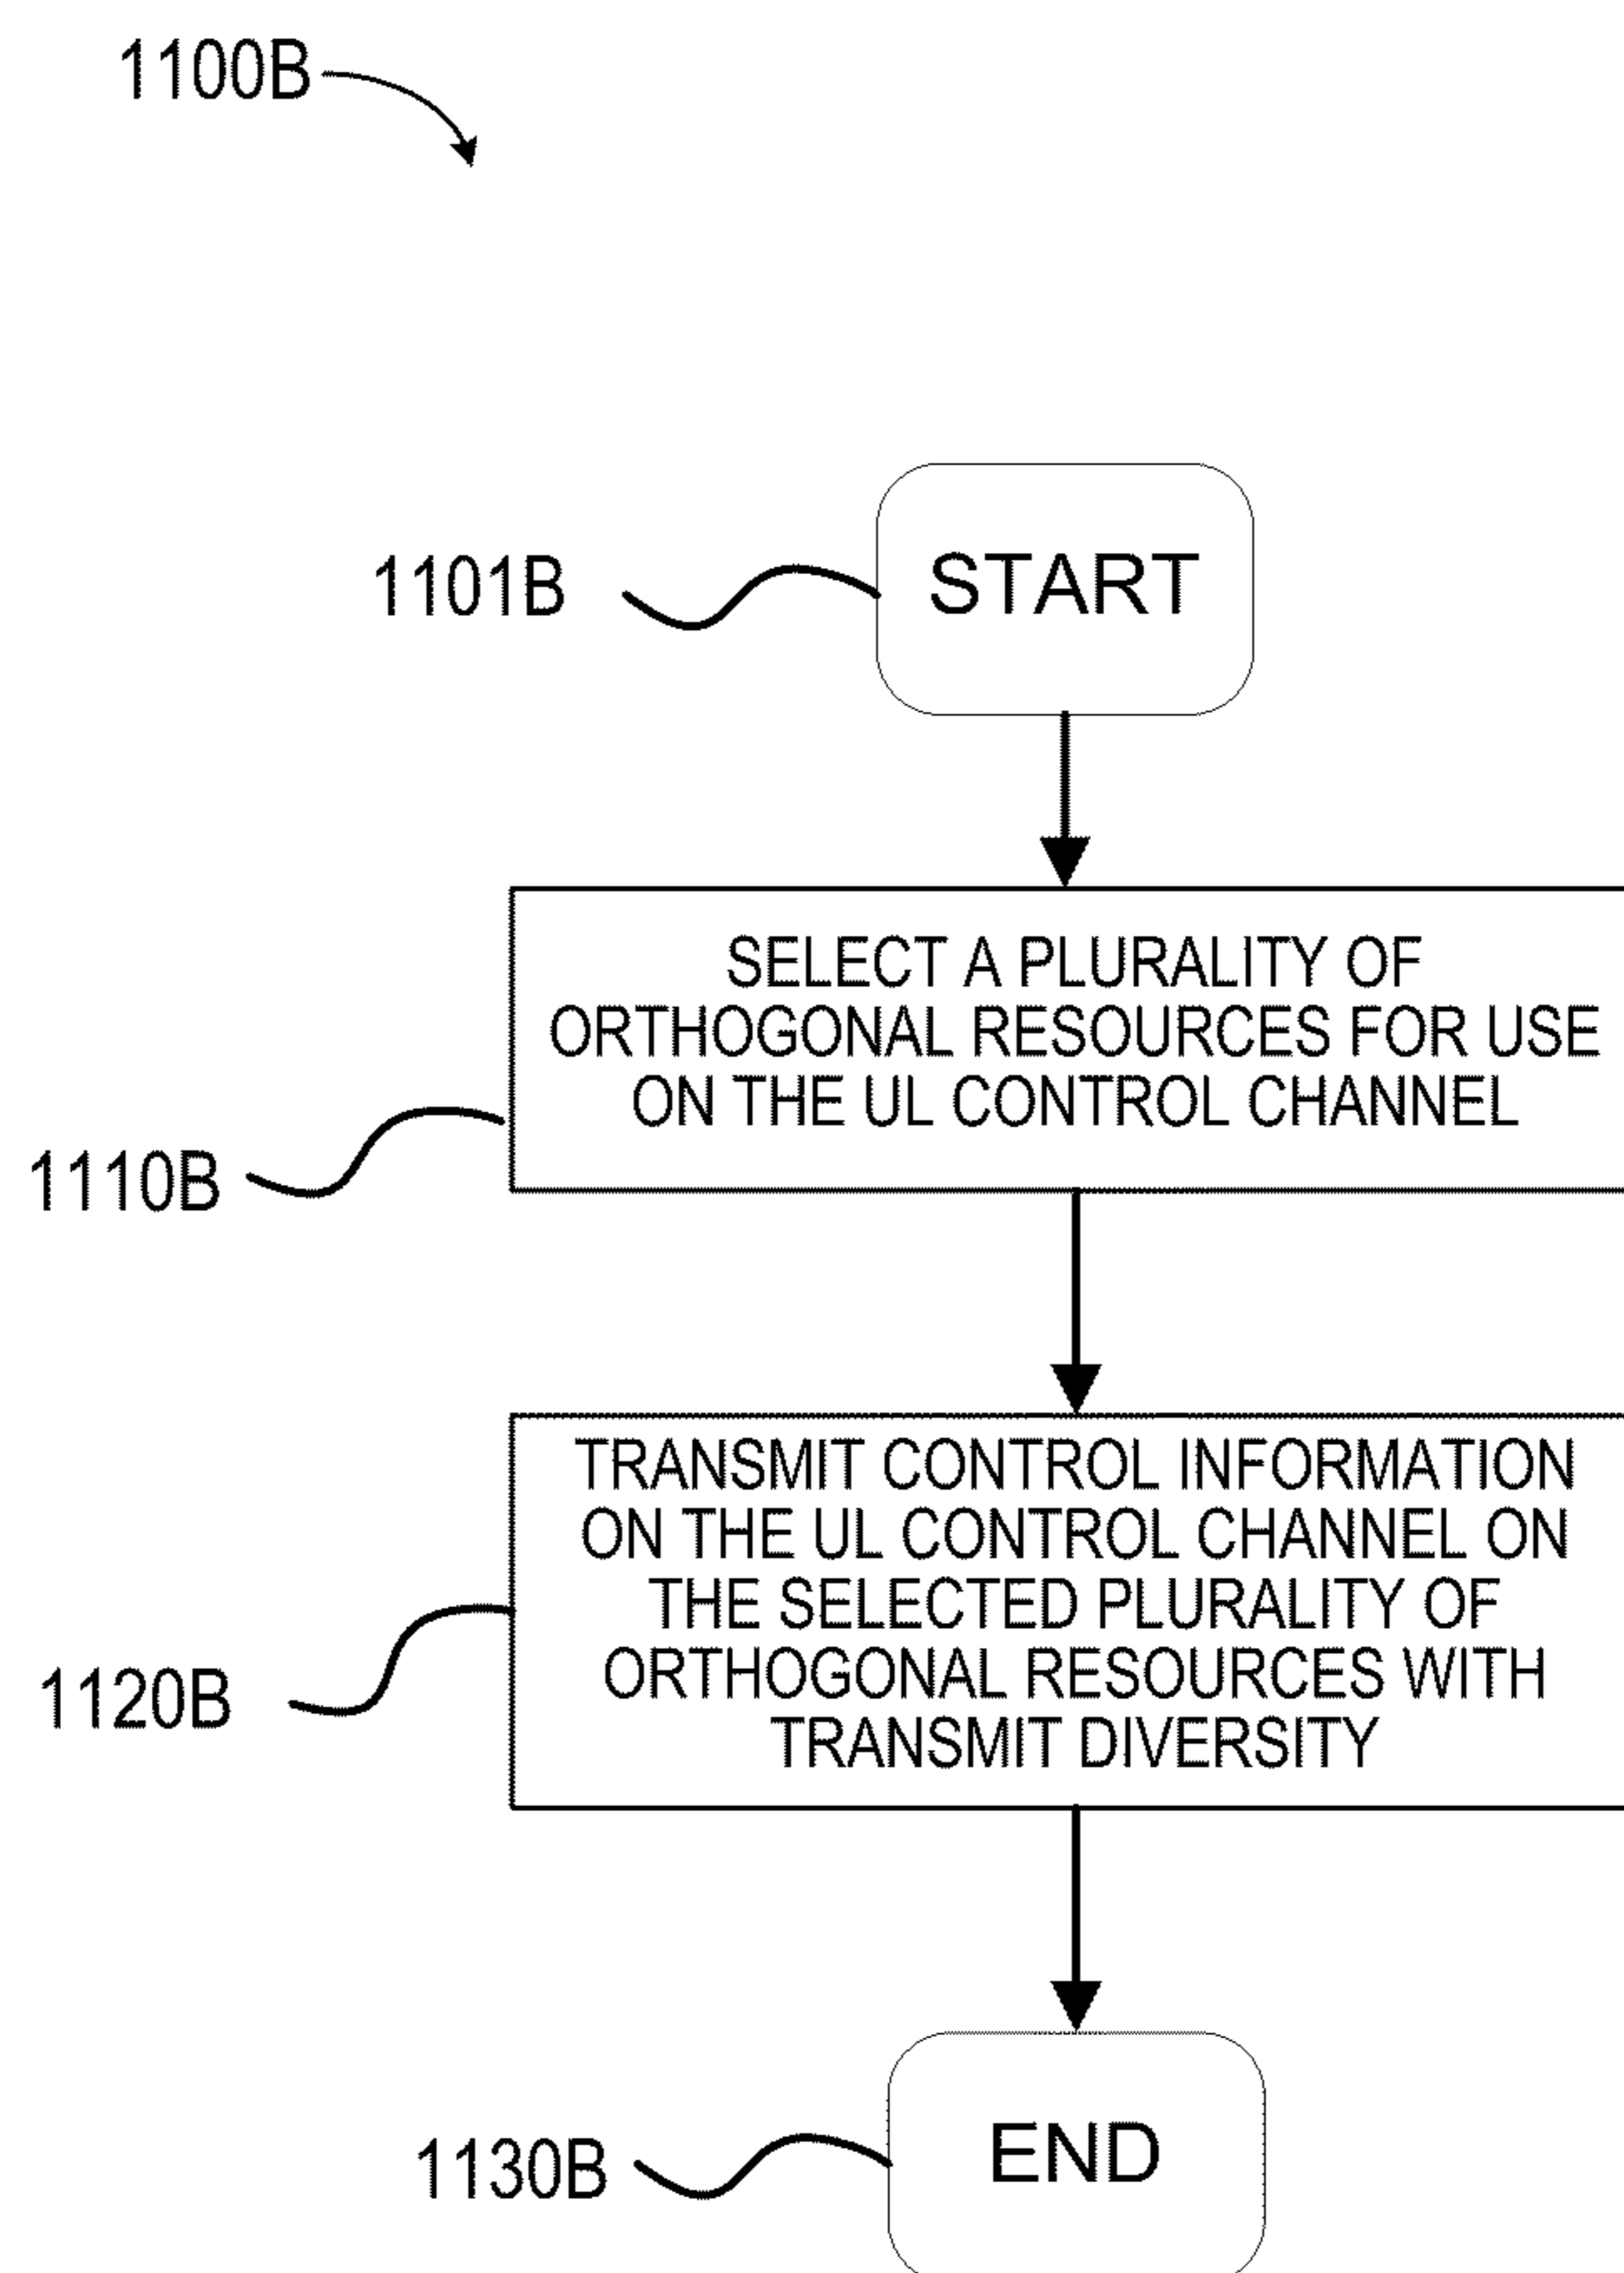 1100B
1101B
START
SELECT A PLURALITY OF
ORTHOGONAL RESOURCES FOR USE
ON THE UL CONTROL CHANNEL
1110B
TRANSMIT CONTROL INFORMATION
ON THE UL CONTROL CHANNEL ON
THE SELECTED PLURALITY OF
ORTHOGONAL RESOURCES WITH
TRANSMIT DIVERSITY
1120B
END
1130B